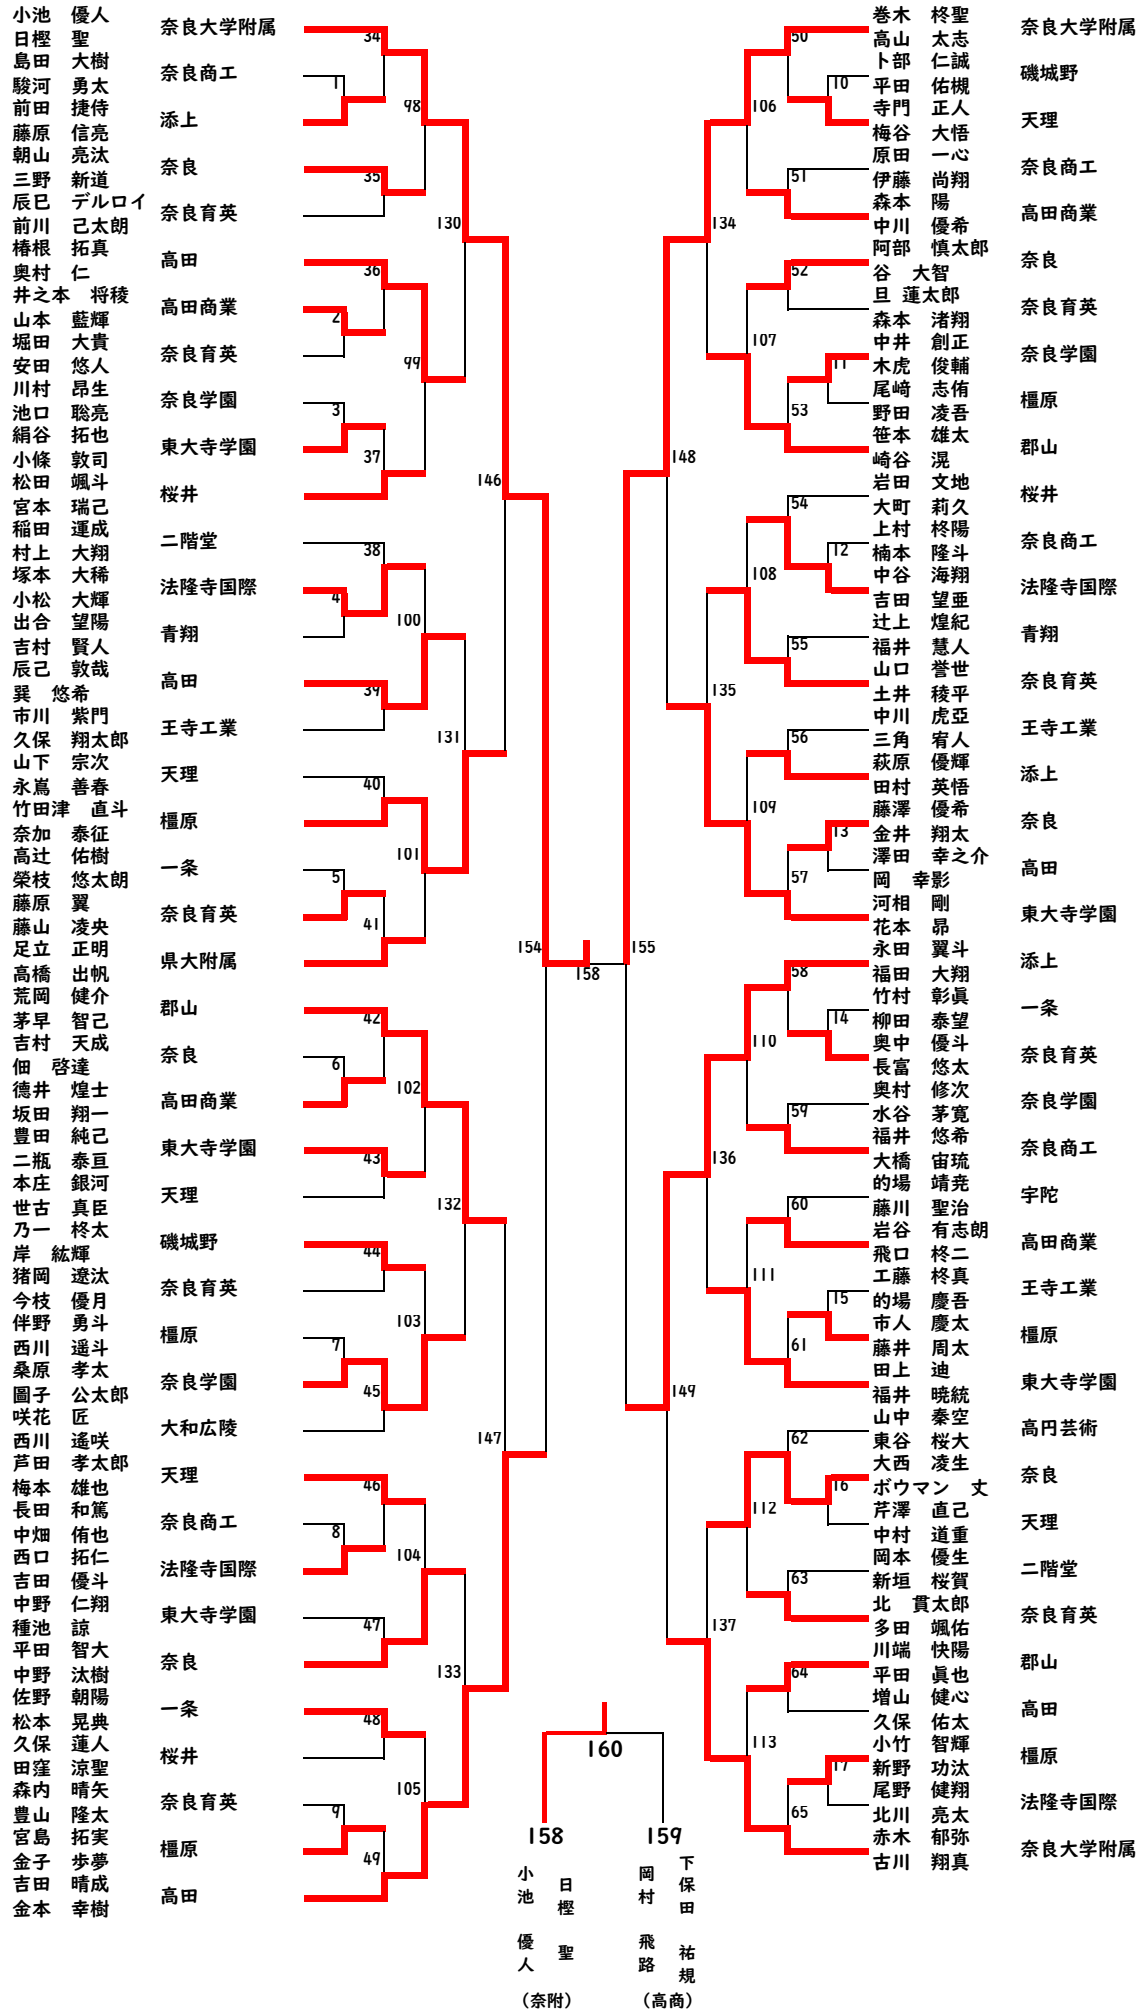 小池　優人
日樫　聖
奈良大学附属
島田　大樹
駿河　勇太
奈良商工
前田　捷侍
藤原　信亮
添上
朝山　亮汰
三野　新道
奈良
辰巳　デルロイ
前川　己太朗
奈良育英
椿根　拓真
奥村　仁
高田
井之本　将稜
山本　藍輝
高田商業
堀田　大貴
安田　悠人
奈良育英
川村　昂生
池口　聡亮
奈良学園
絹谷　拓也
小條　敦司
東大寺学園
松田　颯斗
宮本　瑞己
桜井
稲田　運成
村上　大翔
二階堂
塚本　大稀
小松　大輝
法隆寺国際
出合　望陽
吉村　賢人
青翔
辰己　敦哉
巽　悠希
高田
市川　紫門
久保　翔太郎
王寺工業
山下　宗次
永嶌　善春
天理
竹田津　直斗
奈加　泰征
橿原
高辻　佑樹
榮枝　悠太朗
一条
藤原　翼
藤山　凌央
奈良育英
足立　正明
高橋　出帆
県大附属
荒岡　健介
茅早　智己
郡山
吉村　天成
佃　啓達
奈良
徳井　煌士
坂田　翔一
高田商業
豊田　純己
二瓶　泰亘
東大寺学園
本庄　銀河
世古　真臣
天理
乃一　柊太
岸　紘輝
磯城野
猪岡　遼汰
今枝　優月
奈良育英
伴野　勇斗
西川　遥斗
橿原
桑原　孝太
圖子　公太郎
奈良学園
咲花　匠
西川　遙咲
大和広陵
芦田　孝太郎
梅本　雄也
天理
長田　和篤
中畑　侑也
奈良商工
西口　拓仁
吉田　優斗
法隆寺国際
中野　仁翔
種池　諒
東大寺学園
平田　智大
中野　汰樹
奈良
佐野　朝陽
松本　晃典
一条
久保　蓮人
田窪　涼聖
桜井
森内　晴矢
豊山　隆太
奈良育英
宮島　拓実
金子　歩夢
橿原
吉田　晴成
金本　幸樹
高田
1
2
3
4
5
6
7
8
9
34
35
36
37
38
39
40
41
42
43
44
45
46
47
48
49
98
99
100
101
102
103
104
105
130
131
132
133
146
147
154
158
155
148
149
134
135
136
137
106
107
108
109
110
111
112
113
50
51
52
53
54
55
56
57
58
59
60
61
62
63
64
65
10
11
12
13
14
15
16
17
巻木　柊聖
高山　太志
奈良大学附属
卜部　仁誠
平田　佑槻
磯城野
寺門　正人
梅谷　大悟
天理
原田　一心
伊藤　尚翔
奈良商工
森本　陽
中川　優希
高田商業
阿部　慎太郎
谷　大智
奈良
旦　蓮太郎
森本　渚翔
奈良育英
中井　創正
木虎　俊輔
奈良学園
尾﨑　志侑
野田　凌吾
橿原
笹本　雄太
崎谷　滉
郡山
岩田　文地
大町　莉久
桜井
上村　柊陽
楠本　隆斗
奈良商工
中谷　海翔
吉田　望亜
法隆寺国際
辻上　煌紀
福井　慧人
青翔
山口　誉世
土井　稜平
奈良育英
中川　虎亞
三角　宥人
王寺工業
萩原　優輝
田村　英悟
添上
藤澤　優希
金井　翔太
奈良
澤田　幸之介
岡　幸影
高田
河相　剛
花本　昴
東大寺学園
永田　翼斗
福田　大翔
添上
竹村　彰眞
柳田　泰望
一条
奥中　優斗
長富　悠太
奈良育英
奥村　修次
水谷　茅寛
奈良学園
福井　悠希
大橋　宙琉
奈良商工
的場　靖尭
藤川　聖治
宇陀
岩谷　有志朗
飛口　柊二
高田商業
工藤　柊真
的場　慶吾
王寺工業
市人　慶太
藤井　周太
橿原
田上　迪
福井　暁統
東大寺学園
山中　秦空
東谷　桜大
高円芸術
大西　凌生
ボウマン　丈
奈良
芹澤　直己
中村　道重
天理
岡本　優生
新垣　桜賀
二階堂
北　貫太郎
多田　颯佑
奈良育英
川端　快陽
平田　眞也
郡山
増山　健心
久保　佑太
高田
小竹　智輝
新野　功汰
橿原
尾野　健翔
北川　亮太
法隆寺国際
赤木　郁弥
古川　翔真
奈良大学附属
160
158
159
小池　優人
日樫　聖
（奈附）
岡村　飛路
下保田　祐規
（高商）